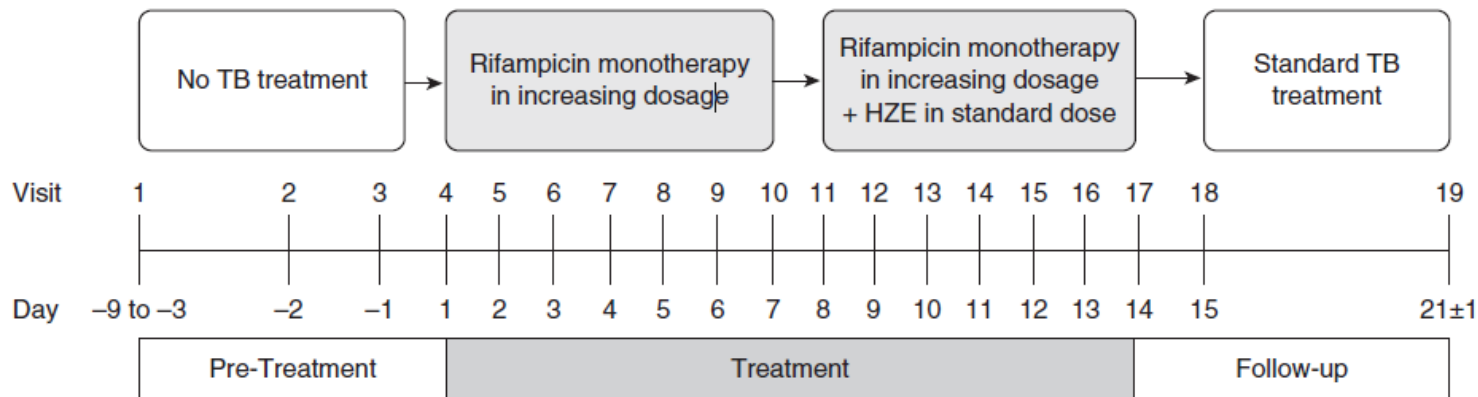 No TB treatment
Rifampicin monotherapy
in increasing dosage
Rifampicin monotherapy
in increasing dosage
+ HZE in standard dose
Standard TB
treatment
Visit 1 2 3 4 5 6 7 8 9 10 11 12 13 14 15 16 17 18 19
Day –9 to –3 –2 –1 1 2 3 4 5 6 7 8 9 10 11 12 13 14 15 21±1
Pre-Treatment Treatment Follow-up